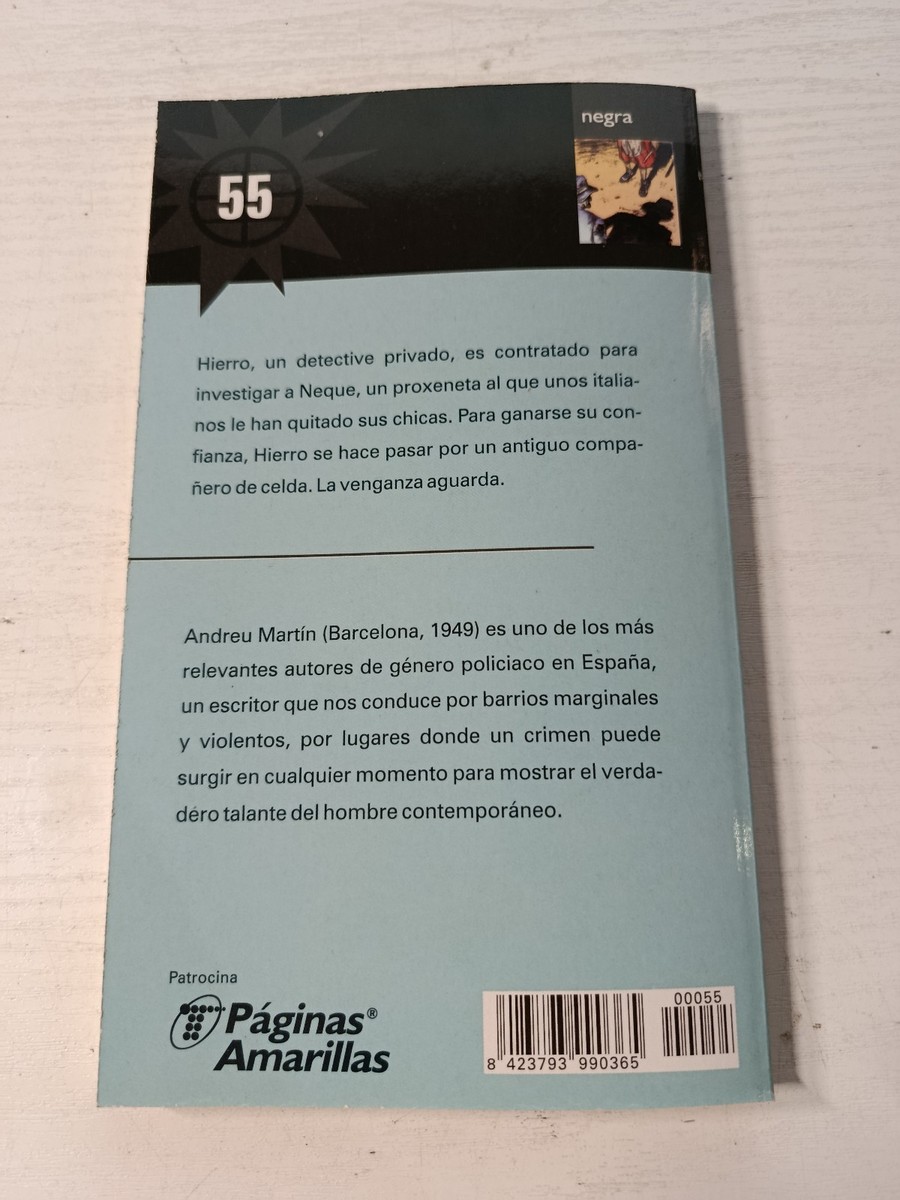 negra
55
Hierro, un detective privado, es contratado para
investigar a Neque, un proxeneta al que unos italia-
nos le han quitado sus chicas. Para ganarse su con-
fianza, Hierro se hace pasar por un antiguo compa-
ñero de celda. La venganza aguarda.
Andreu Martín (Barcelona, 1949) es uno de los más
relevantes autores de género policiaco en España,
un escritor que nos conduce por barrios marginales
y violentos, por lugares donde un crimen puede
surgir en cualquier momento para mostrar el verda-
dero talante del hombre contemporáneo.
Patrocina
Páginas®
Amarillas
00055
8 423793 990365